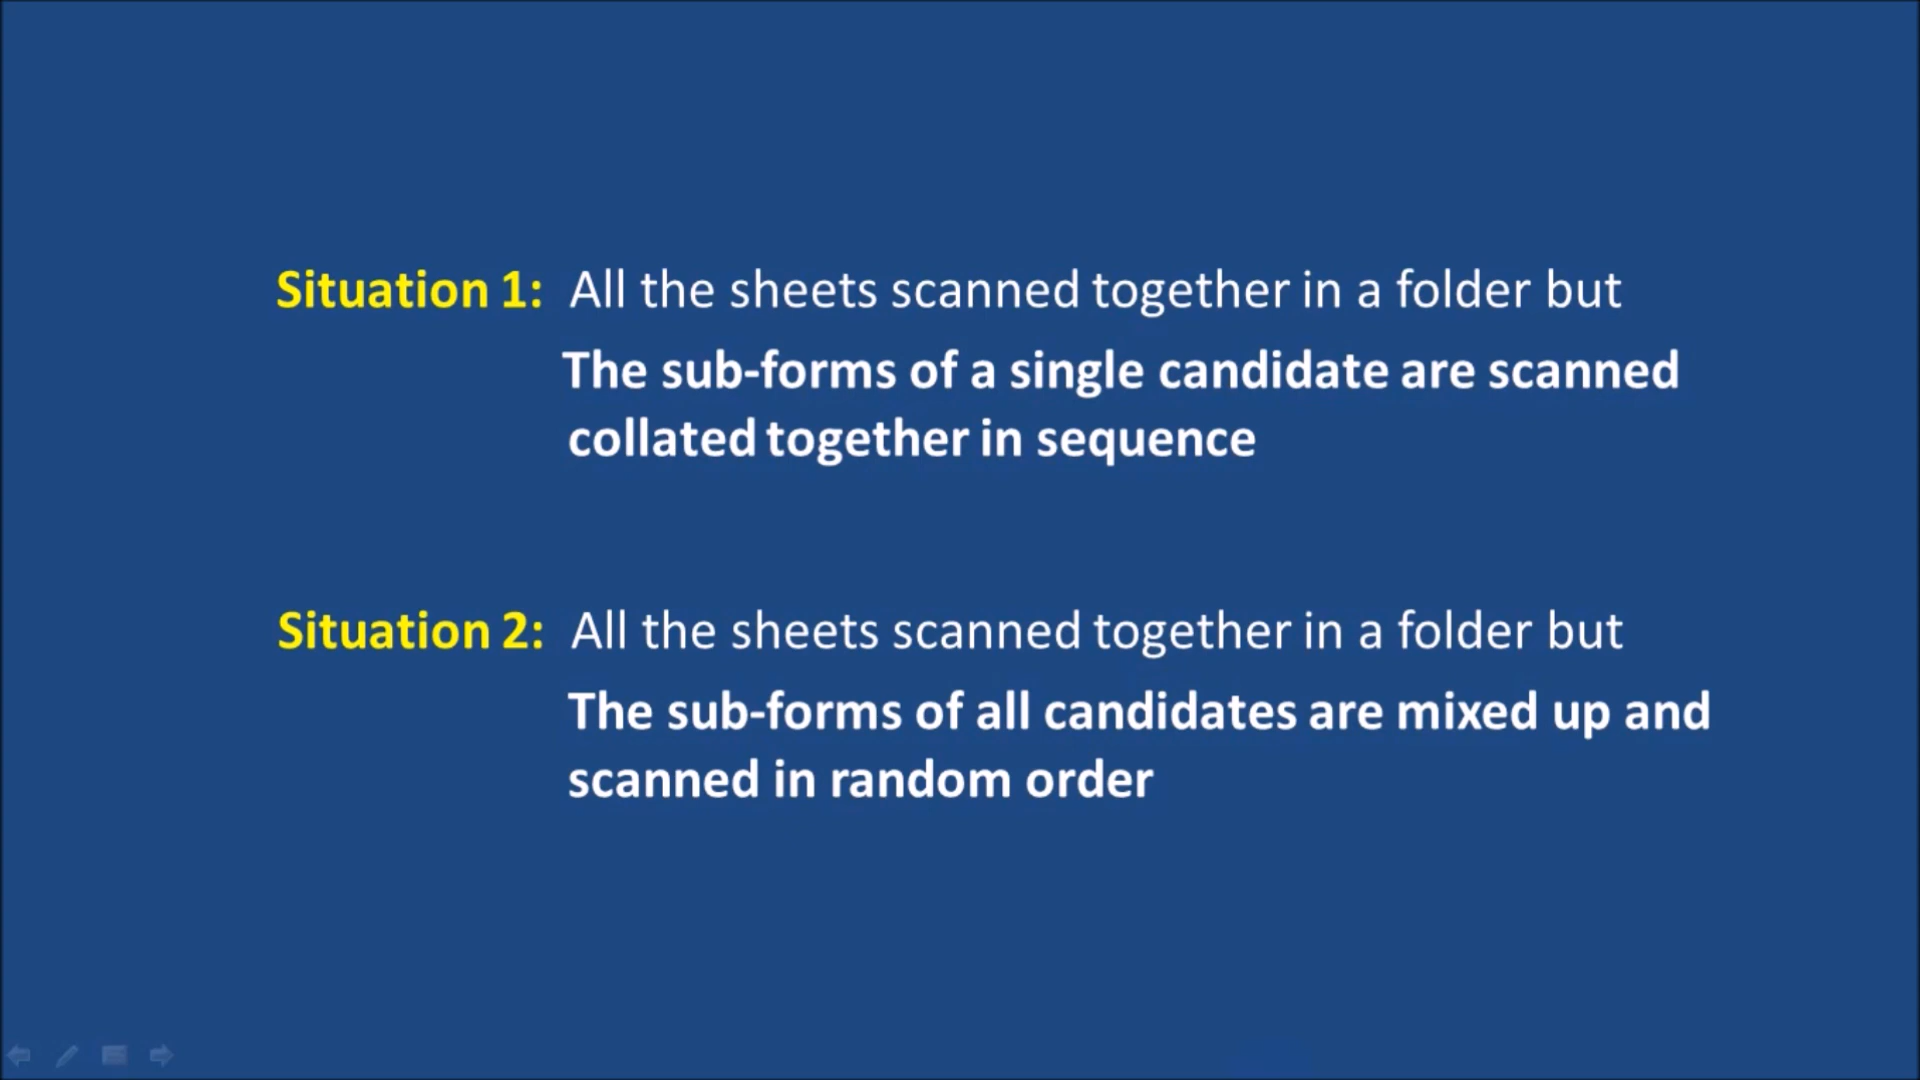 Situation 1: All the sheets scanned together in a folder but
The sub-forms of a single candidate are scanned
collated together in sequence
Situation 2: All the sheets scanned together in a folder but
The sub-forms of all candidates are mixed up and
scanned in random order